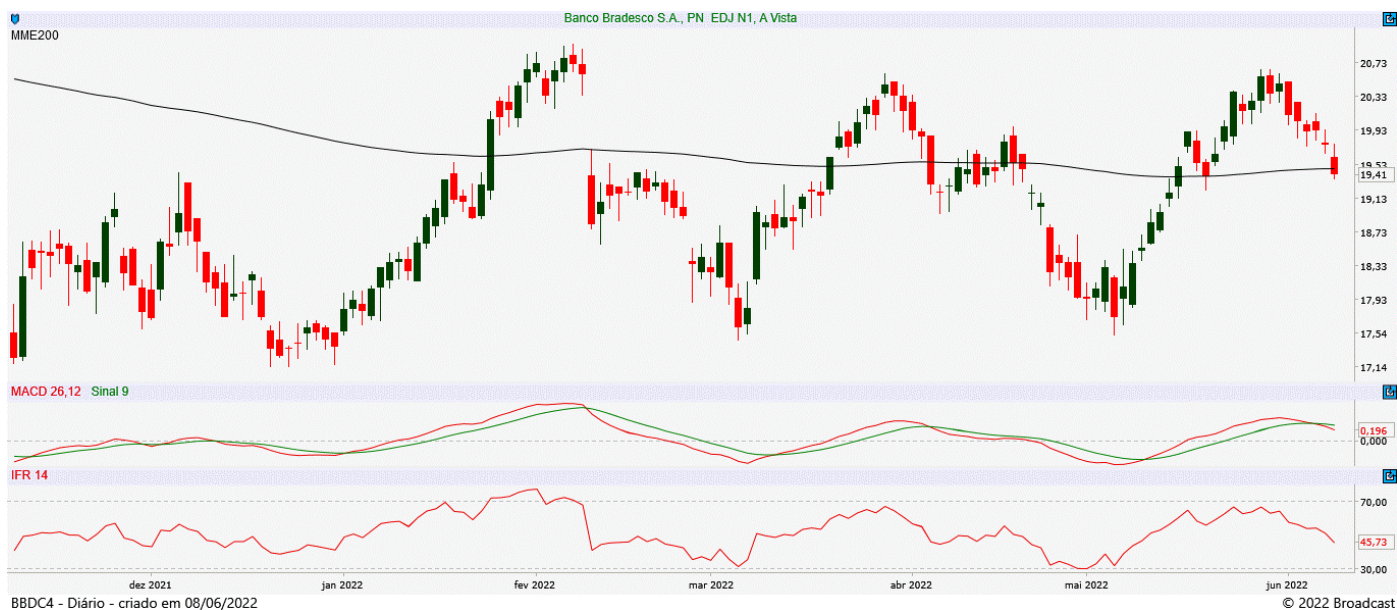 Banco Bradesco S.A., PN EDJ N1, A Vista
MME200
20,73
20,33
19,93
19,53
19,41
19,13
18,73
18,33
17,93
17,54
17,14
MACD 26,12 Sinal 9
0,196
0,000
IFR 14
70,00
45,73
30,00
dez 2021 jan 2022 fev 2022 mar 2022 abr 2022 mai 2022 jun 2022
BBDC4 - Diário - criado em 08/06/2022 © 2022 Broadcast